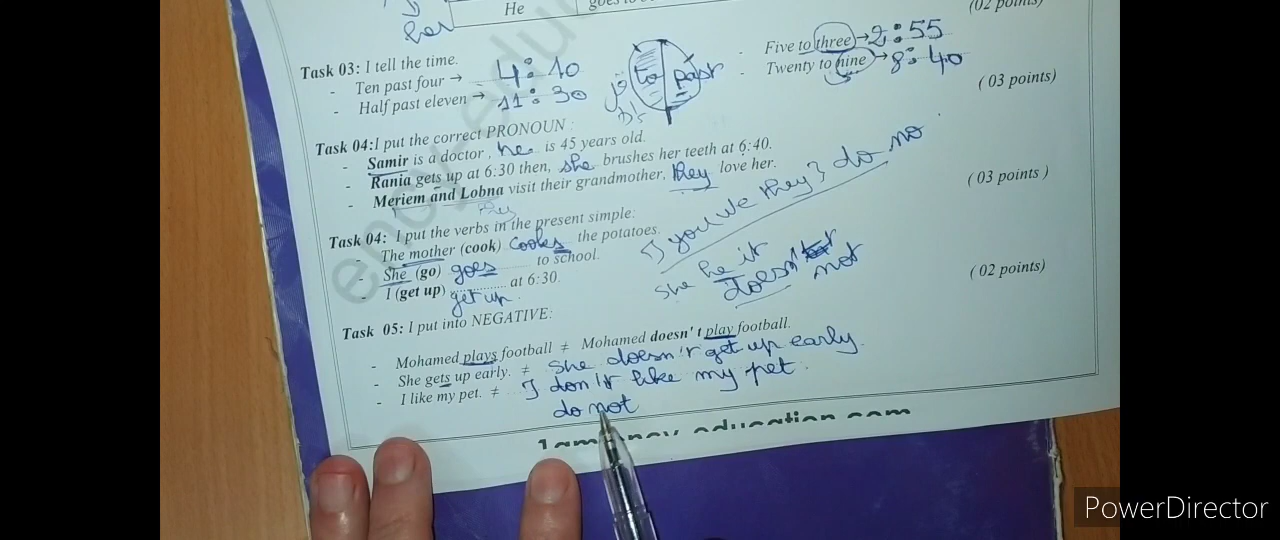 her
He
goes to
(02 points)
Task 03: I tell the time.
- Ten past four → 4:10
- Half past eleven → 11:30
to past
- Five to three → 2:55
- Twenty to nine → 8:40
(03 points)
Task 04:I put the correct PRONOUN :
- Samir is a doctor , he is 45 years old.
- Rania gets up at 6:30 then, she brushes her teeth at 6:40.
- Meriem and Lobna visit their grandmother, they love her.
they
(03 points )
Task 04: I put the verbs in the present simple:
- The mother (cook) cooks the potatoes.
- She (go) goes to school.
- I (get up) ............ at 6:30.
get up
I you we they } do no
she he it
does not
(02 points)
Task 05: I put into NEGATIVE:
- Mohamed plays football ≠ Mohamed doesn't play football.
- She gets up early. ≠ She doesn't get up early.
- I like my pet. ≠ I don't like my pet.
do not
PowerDirector